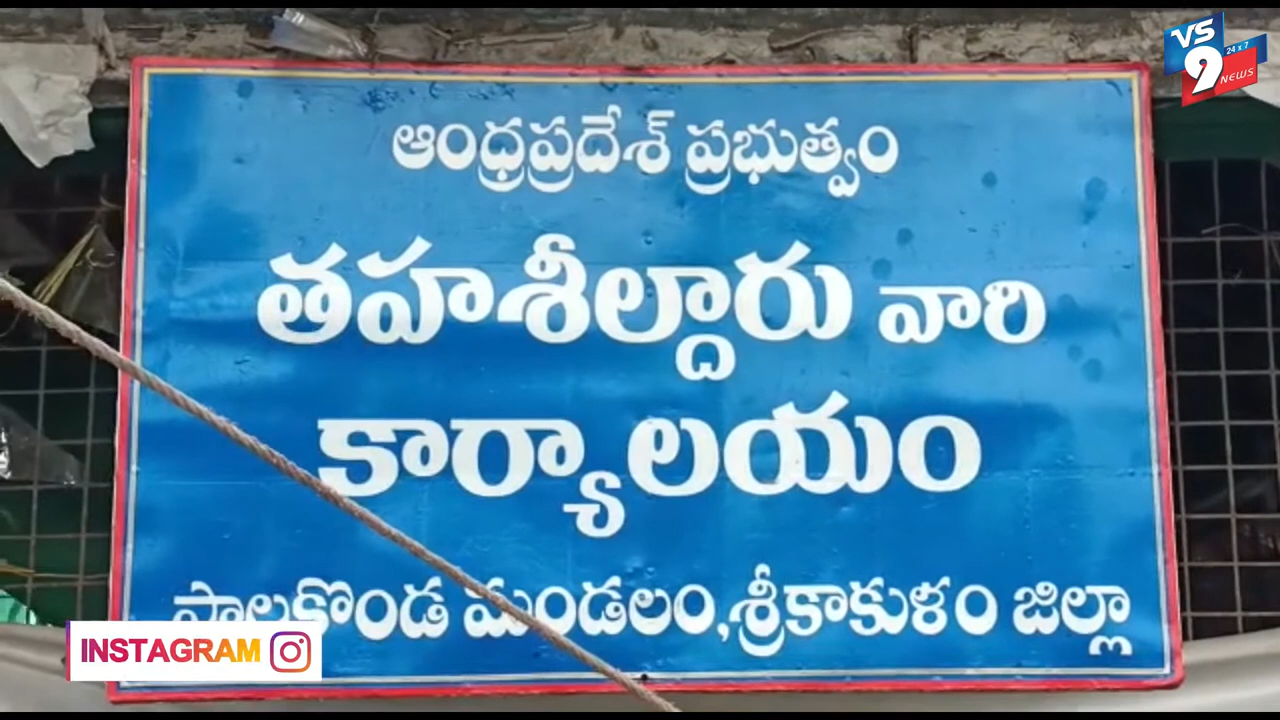 VS
9
24 x 7
NEWS
ఆంధ్రప్రదేశ్ ప్రభుత్వం
తహశీల్దారు వారి
కార్యాలయం
పాలకొండ మండలం,శ్రీకాకుళం జిల్లా
INSTAGRAM